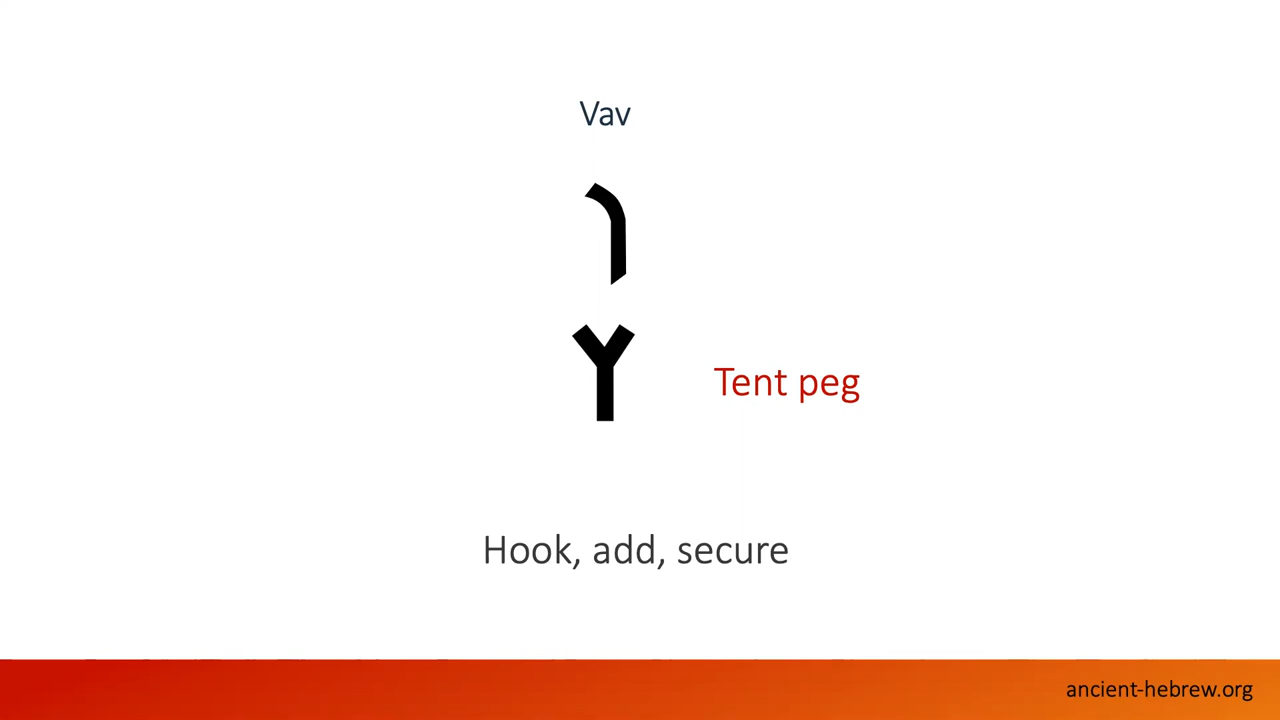 Vav
ו
Y
Tent peg
Hook, add, secure
ancient-hebrew.org